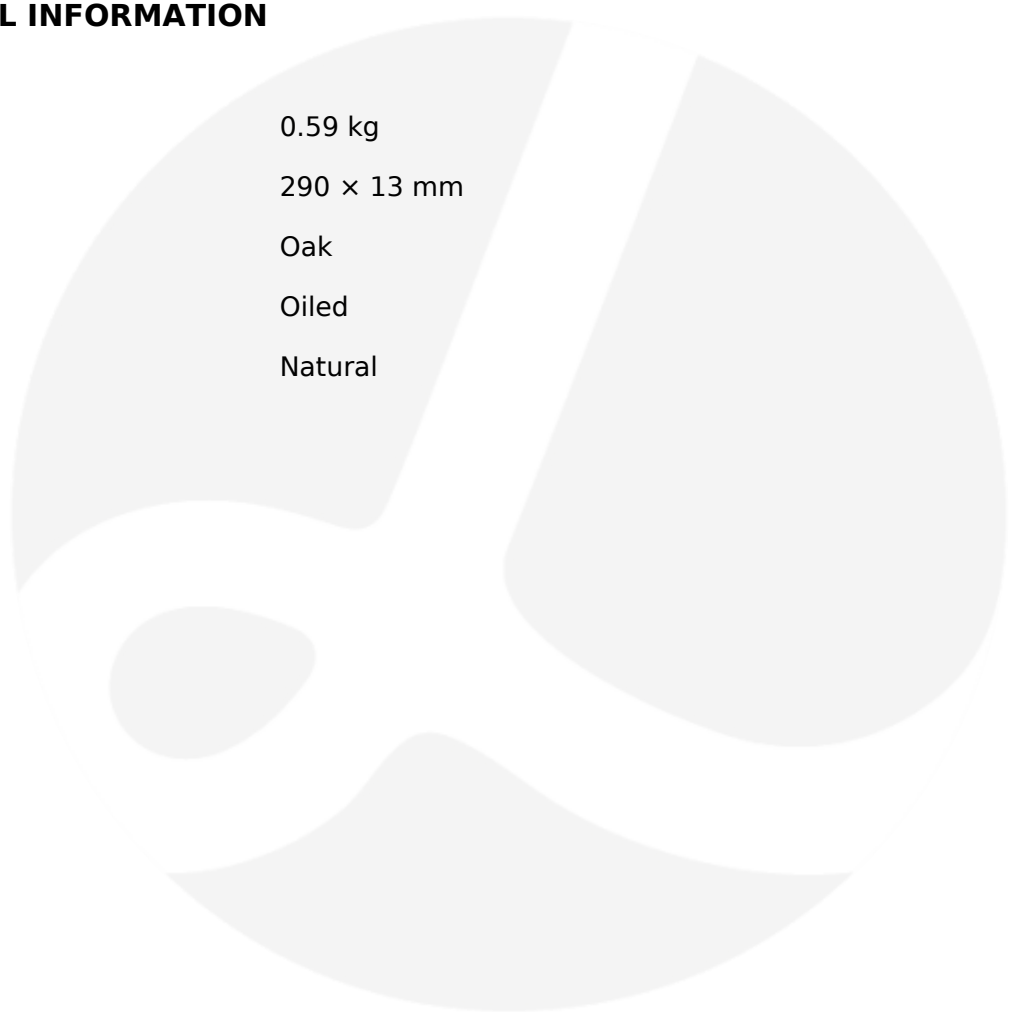 L INFORMATION
0.59 kg
290 × 13 mm
Oak
Oiled
Natural